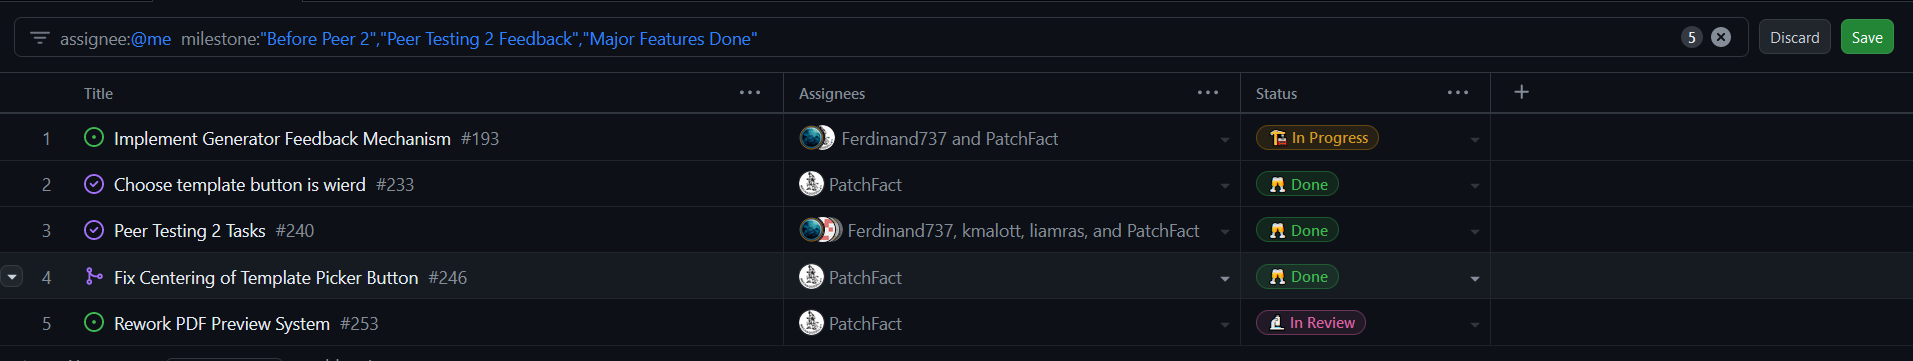 assignee:@me milestone:"Before Peer 2","Peer Testing 2 Feedback","Major Features Done" 5 Discard Save
Title Assignees Status
1 Implement Generator Feedback Mechanism #193 Ferdinand737 and PatchFact In Progress
2 Choose template button is wierd #233 PatchFact Done
3 Peer Testing 2 Tasks #240 Ferdinand737, kmalott, liamras, and PatchFact Done
4 Fix Centering of Template Picker Button #246 PatchFact Done
5 Rework PDF Preview System #253 PatchFact In Review